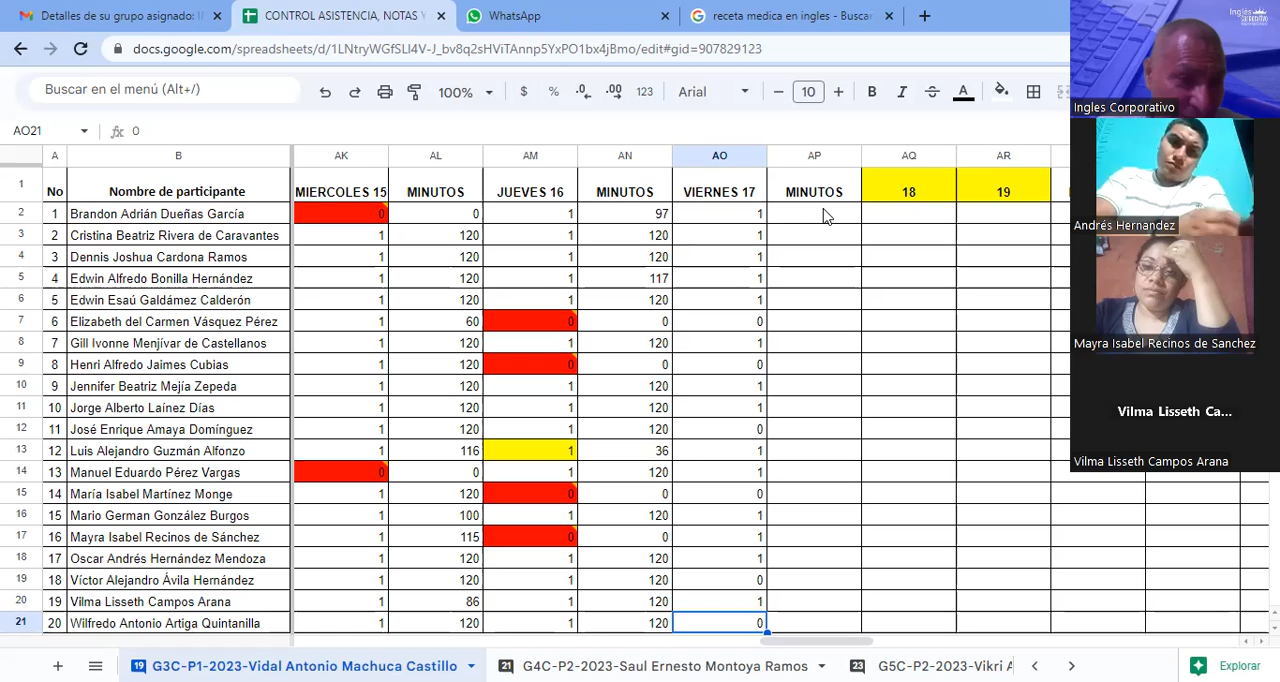 Detalles de su grupo asignado: I
CONTROL ASISTENCIA, NOTAS Y
WhatsApp
receta medica en ingles - Buscar
docs.google.com/spreadsheets/d/1LNtryWGfSLI4V-J_bv8q2sHViTAnnp5YxPO1bx4jBmo/edit#gid=907829123
Buscar en el menú (Alt+/) 100% $ % .0 .00 123 Arial 10 B I S A
AO21 fx 0
A B AK AL AM AN AO AP AQ AR
1 No Nombre de participante MIERCOLES 15 MINUTOS JUEVES 16 MINUTOS VIERNES 17 MINUTOS 18 19
2 1 Brandon Adrián Dueñas García 0 0 1 97 1
3 2 Cristina Beatriz Rivera de Caravantes 1 120 1 120 1
4 3 Dennis Joshua Cardona Ramos 1 120 1 120 1
5 4 Edwin Alfredo Bonilla Hernández 1 120 1 117 1
6 5 Edwin Esaú Galdámez Calderón 1 120 1 120 1
7 6 Elizabeth del Carmen Vásquez Pérez 1 60 0 0 0
8 7 Gill Ivonne Menjívar de Castellanos 1 120 1 120 1
9 8 Henri Alfredo Jaimes Cubias 1 120 0 0 0
10 9 Jennifer Beatriz Mejía Zepeda 1 120 1 120 1
11 10 Jorge Alberto Laínez Días 1 120 1 120 1
12 11 José Enrique Amaya Domínguez 1 120 1 120 0
13 12 Luis Alejandro Guzmán Alfonzo 1 116 1 36 1
14 13 Manuel Eduardo Pérez Vargas 0 0 1 120 1
15 14 María Isabel Martínez Monge 1 120 0 0 0
16 15 Mario German González Burgos 1 100 1 120 1
17 16 Mayra Isabel Recinos de Sánchez 1 115 0 0 1
18 17 Oscar Andrés Hernández Mendoza 1 120 1 120 1
19 18 Víctor Alejandro Ávila Hernández 1 120 1 120 0
20 19 Vilma Lisseth Campos Arana 1 86 1 120 1
21 20 Wilfredo Antonio Artiga Quintanilla 1 120 1 120 0
19 G3C-P1-2023-Vidal Antonio Machuca Castillo
21 G4C-P2-2023-Saul Ernesto Montoya Ramos
23 G5C-P2-2023-Vikri A
Explorar
Ingles Corporativo
Andrés Hernandez
Mayra Isabel Recinos de Sanchez
Vilma Lisseth Ca...
Vilma Lisseth Campos Arana